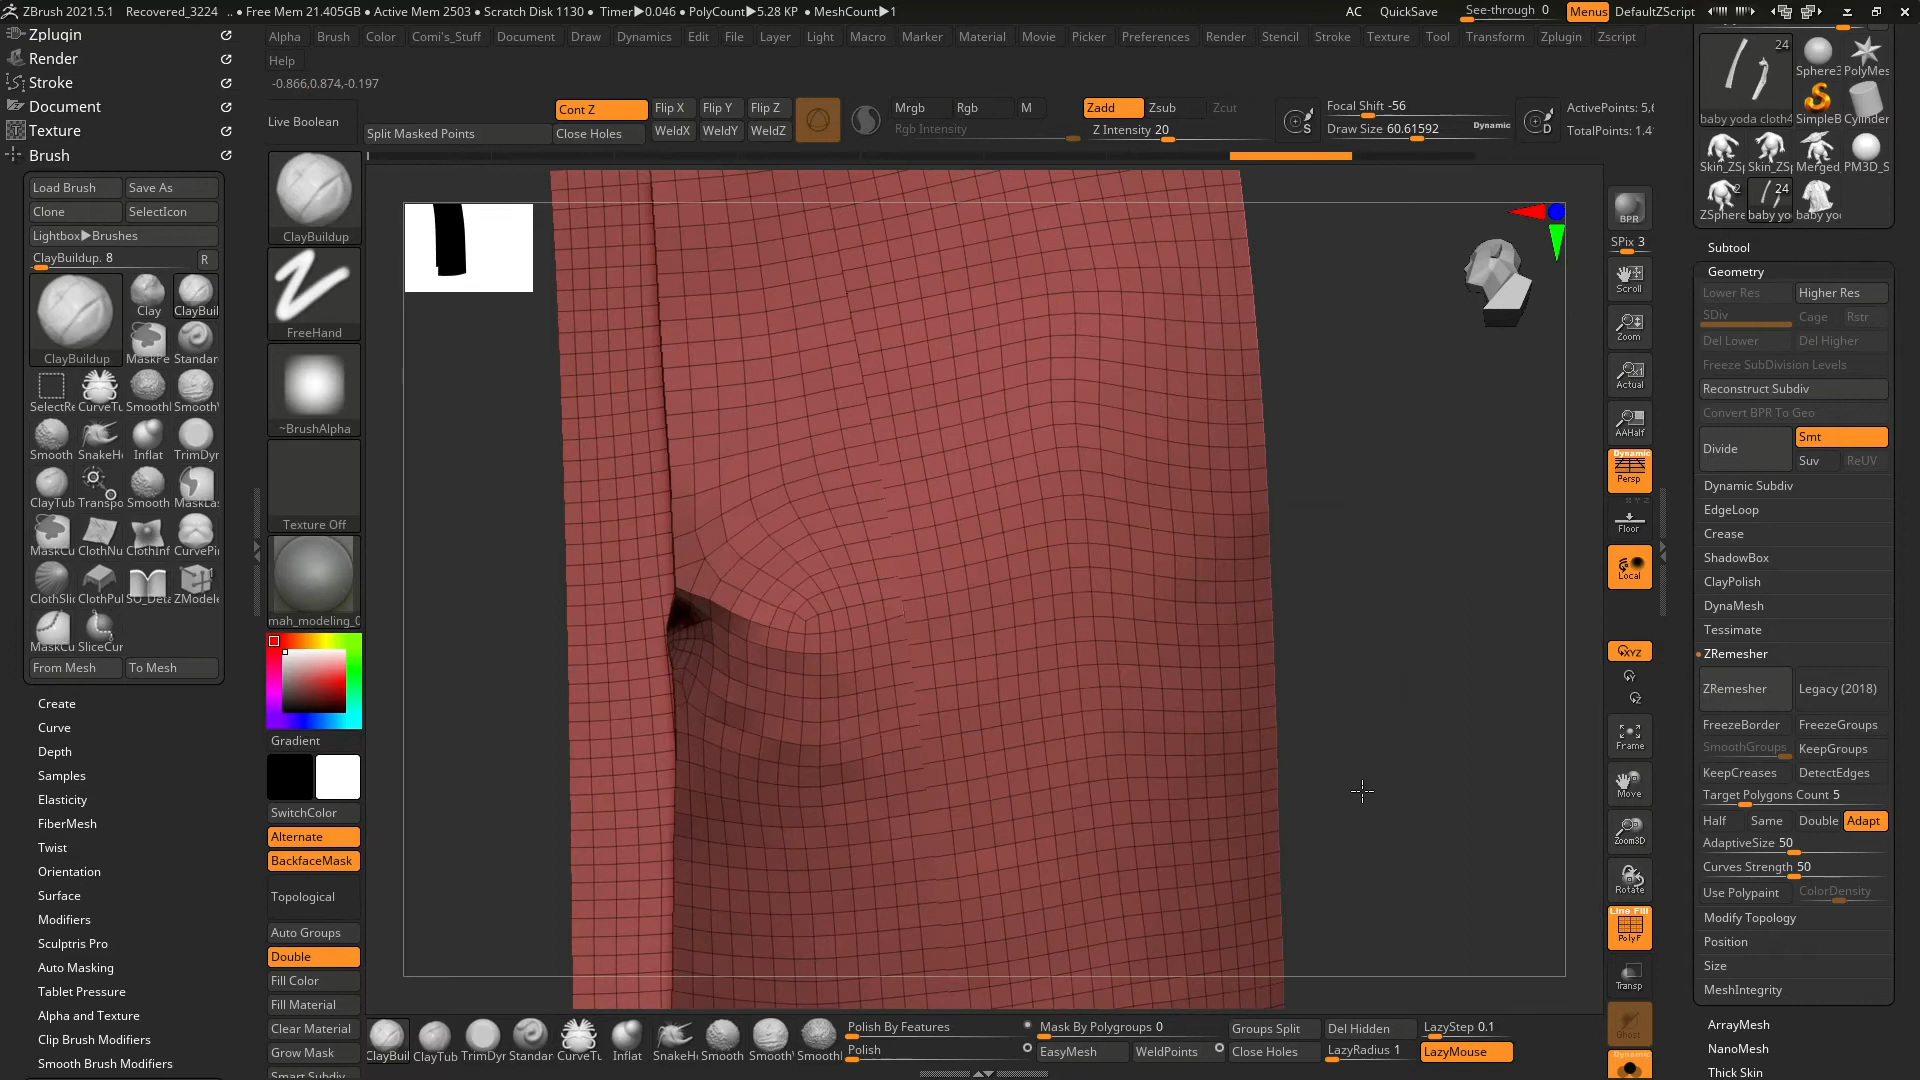 ZBrush 2021.5.1 Recovered_3224 .. • Free Mem 21.405GB • Active Mem 2503 • Scratch Disk 1130 • Timer▶0.046 • PolyCount▶5.28 KP • MeshCount▶1
AC QuickSave See-through 0 Menus DefaultZScript
Alpha Brush Color Comi's_Stuff Document Draw Dynamics Edit File Layer Light Macro Marker Material Movie Picker Preferences Render Stencil Stroke Texture Tool Transform Zplugin Zscript
Help
-0.866,0.874,-0.197
Zplugin
Render
Stroke
Document
Texture
Brush
Load Brush Save As
Clone SelectIcon
Lightbox▶Brushes
ClayBuildup. 8 R
Clay ClayBuil
ClayBuildup MaskPe Standar
SelectRe CurveTu Smooth SmoothV
Smooth SnakeH Inflat TrimDyr
ClayTub Transpo Smooth MaskLa
MaskCu ClothNu ClothInf CurvePi
ClothSli ClothPul SO_Deta ZModele
MaskCu SliceCur
From Mesh To Mesh
Create
Curve
Depth
Samples
Elasticity
FiberMesh
Twist
Orientation
Surface
Modifiers
Sculptris Pro
Auto Masking
Tablet Pressure
Alpha and Texture
Clip Brush Modifiers
Smooth Brush Modifiers
Live Boolean
Split Masked Points
Cont Z
Close Holes
Flip X Flip Y Flip Z
WeldX WeldY WeldZ
Mrgb Rgb M
Rgb Intensity
Zadd Zsub Zcut
Z Intensity 20
S
Focal Shift -56
Draw Size 60.61592 Dynamic
D
ActivePoints: 5,6
TotalPoints: 1.4
ClayBuildup
FreeHand
~BrushAlpha
Texture Off
mah_modeling_0
Gradient
SwitchColor
Alternate
BackfaceMask
Topological
Auto Groups
Double
Fill Color
Fill Material
Clear Material
Grow Mask
Smart Subdiv
ClayBuil ClayTub TrimDyr Standar CurveTu Inflat SnakeH Smooth SmoothV Smooth
Polish By Features
Polish
Mask By Polygroups 0
EasyMesh WeldPoints
Groups Split Del Hidden
Close Holes
LazyStep 0.1
LazyRadius 1 LazyMouse
BPR
SPix 3
Scroll
Zoom
Actual
AAHalf
Dynamic
Persp
Floor
Local
XYZ
Frame
Move
Zoom3D
Rotate
Line Fill
PolyF
Transp
Ghost
Dynamic
24
baby yoda cloth4
Sphere3 PolyMes
SimpleB Cylinder
Skin_ZSp Skin_ZSp Merged PM3D_S
2 24
ZSphere baby yo baby yo
Subtool
Geometry
Lower Res Higher Res
SDiv Cage Rstr
Del Lower Del Higher
Freeze SubDivision Levels
Reconstruct Subdiv
Convert BPR To Geo
Divide Smt
Suv ReUV
Dynamic Subdiv
EdgeLoop
Crease
ShadowBox
ClayPolish
DynaMesh
Tessimate
ZRemesher
ZRemesher Legacy (2018)
FreezeBorder FreezeGroups
SmoothGroups KeepGroups
KeepCreases DetectEdges
Target Polygons Count 5
Half Same Double Adapt
AdaptiveSize 50
Curves Strength 50
Use Polypaint ColorDensity
Modify Topology
Position
Size
MeshIntegrity
ArrayMesh
NanoMesh
Thick Skin